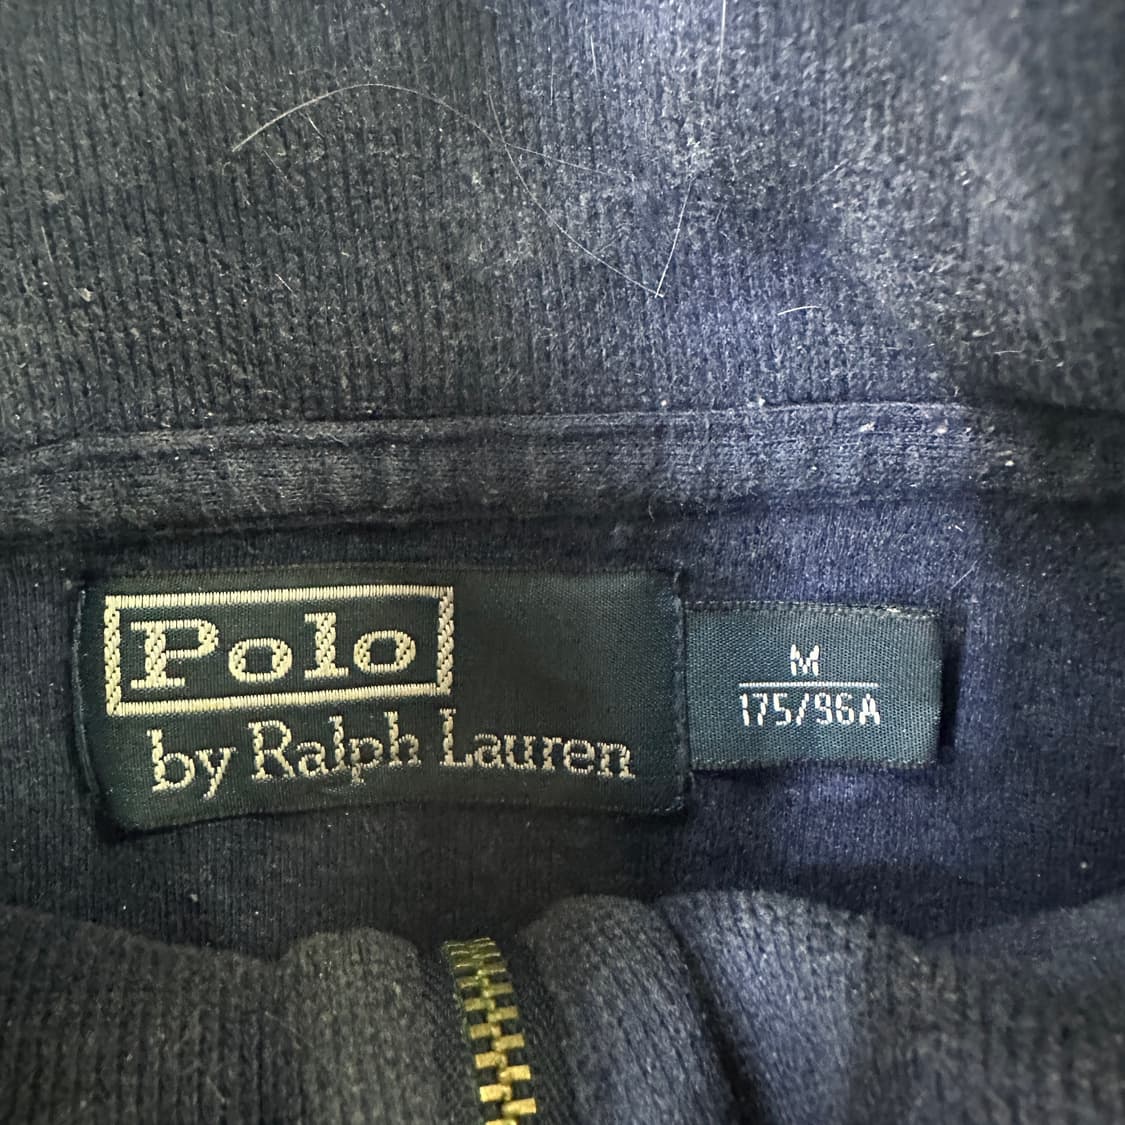 Polo
by Ralph Lauren
M
175/96A